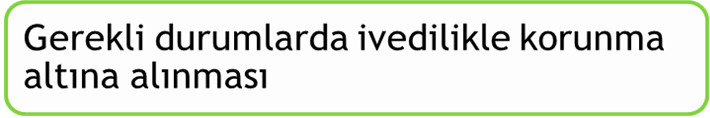 Gerekli durumlarda ivedilikle korunma
altına alınması